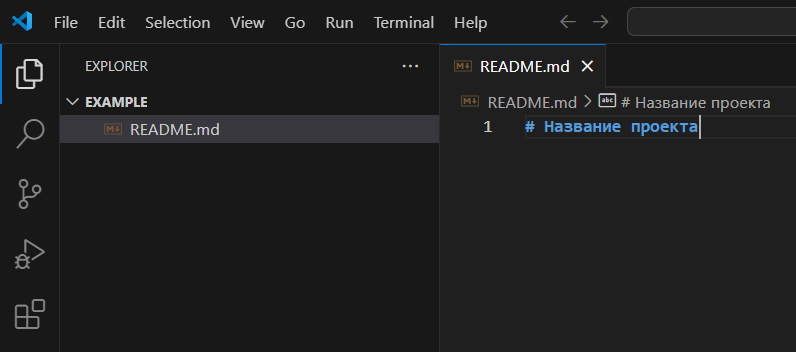 File Edit Selection View Go Run Terminal Help
EXPLORER
EXAMPLE
README.md
README.md
README.md > # Название проекта
1 # Название проекта